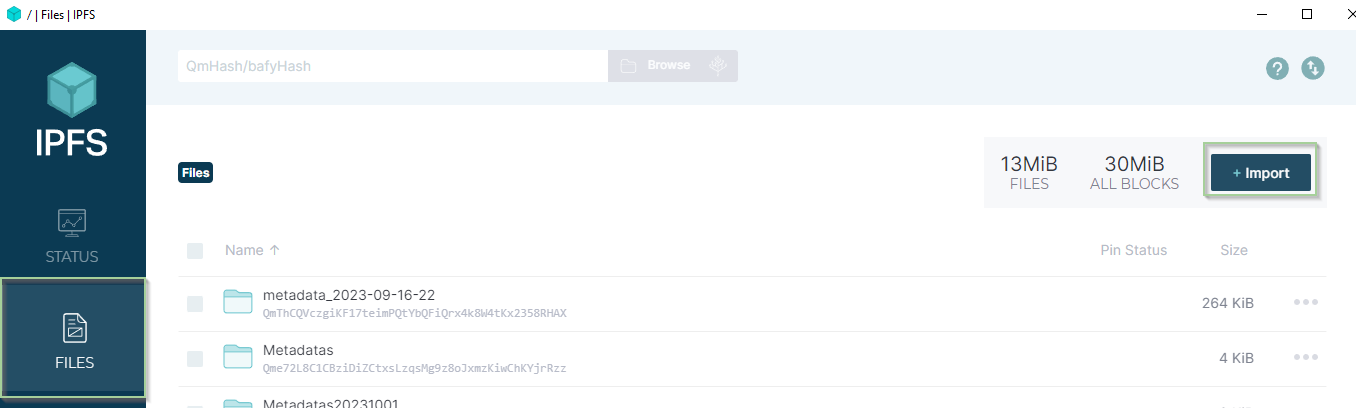 / | Files | IPFS
QmHash/bafyHash
Browse
?
IPFS
13MiB
30MiB
+ Import
Files
FILES
ALL BLOCKS
STATUS
Name ↑
Pin Status
Size
metadata_2023-09-16-22
QmThCQVczgiKF17teimPQtYbQFiQrx4k8W4tKx2358RHAX
264 KiB
FILES
Metadatas
Qme72L8C1CBziDiZCtxsLzqsMg9z8oJxmzKiwChKYjrRzz
4 KiB
Metadatas20231001